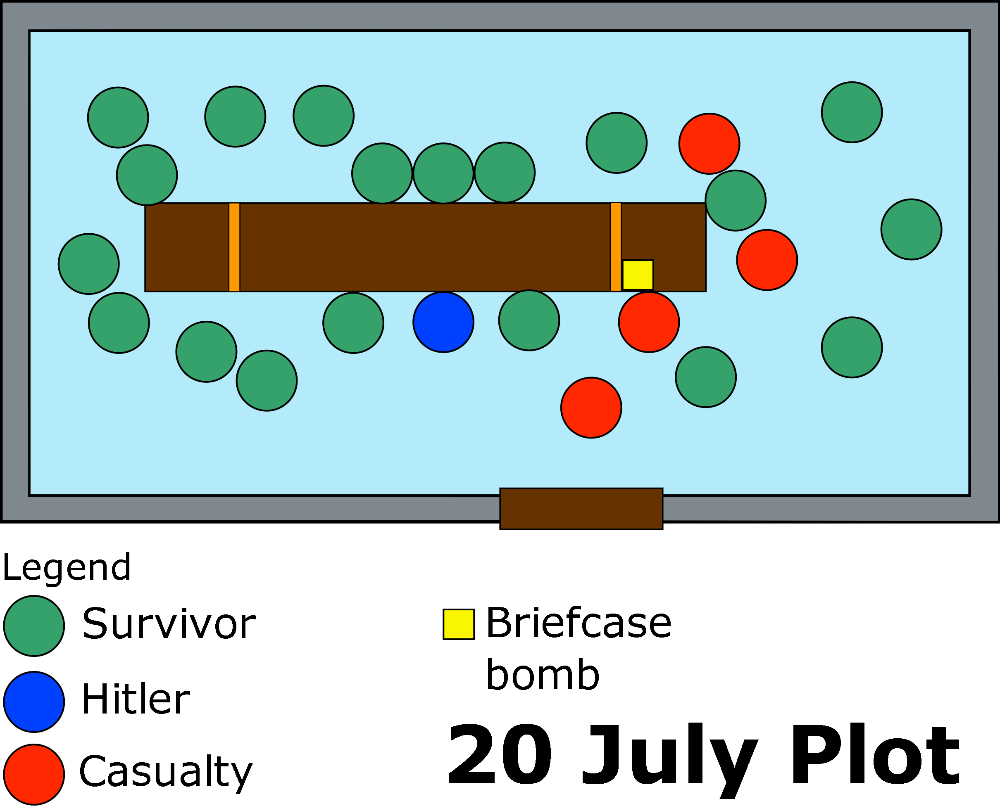 Legend
Survivor
Hitler
Casualty
Briefcase
bomb
20 July Plot